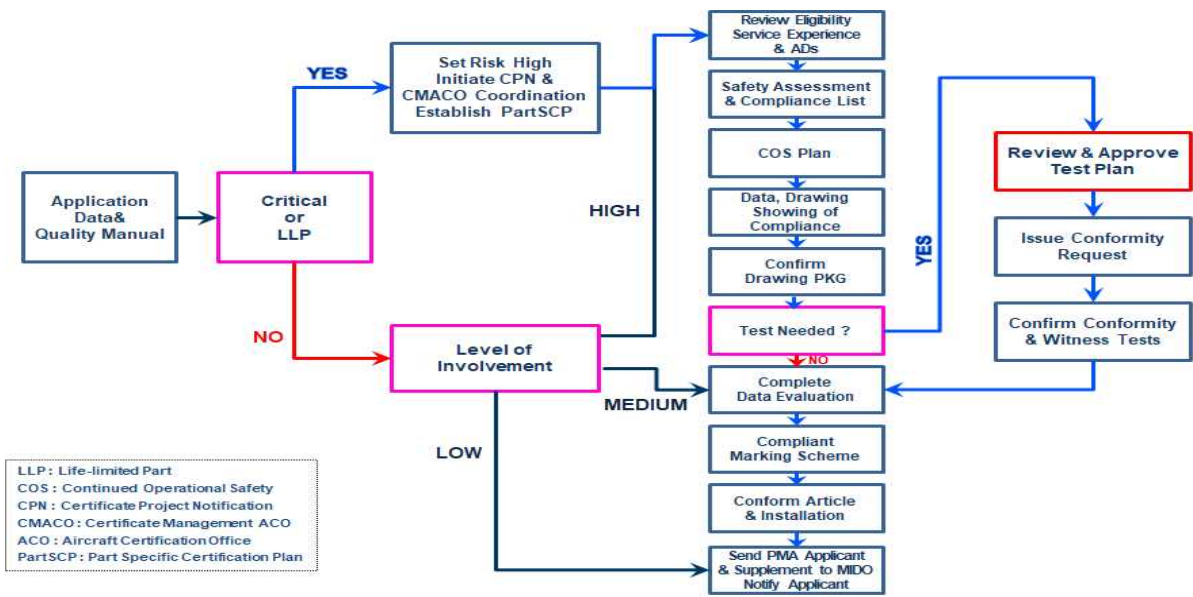 Application
Data&
Quality Manual
Critical
or
LLP
YES
NO
Set Risk High
Initiate CPN &
CMACO Coordination
Establish PartSCP
Level of
Involvement
HIGH
MEDIUM
LOW
Review Eligibility
Service Experience
& ADs
Safety Assessment
& Compliance List
COS Plan
Data, Drawing
Showing of
Compliance
Confirm
Drawing PKG
Test Needed ?
NO
YES
Complete
Data Evaluation
Compliant
Marking Scheme
Conform Article
& Installation
Send PMA Applicant
& Supplement to MIDO
Notify Applicant
Review & Approve
Test Plan
Issue Conformity
Request
Confirm Conformity
& Witness Tests
LLP : Life-limited Part
COS : Continued Operational Safety
CPN : Certificate Project Notification
CMACO : Certificate Management ACO
ACO : Aircraft Certification Office
PartSCP : Part Specific Certification Plan